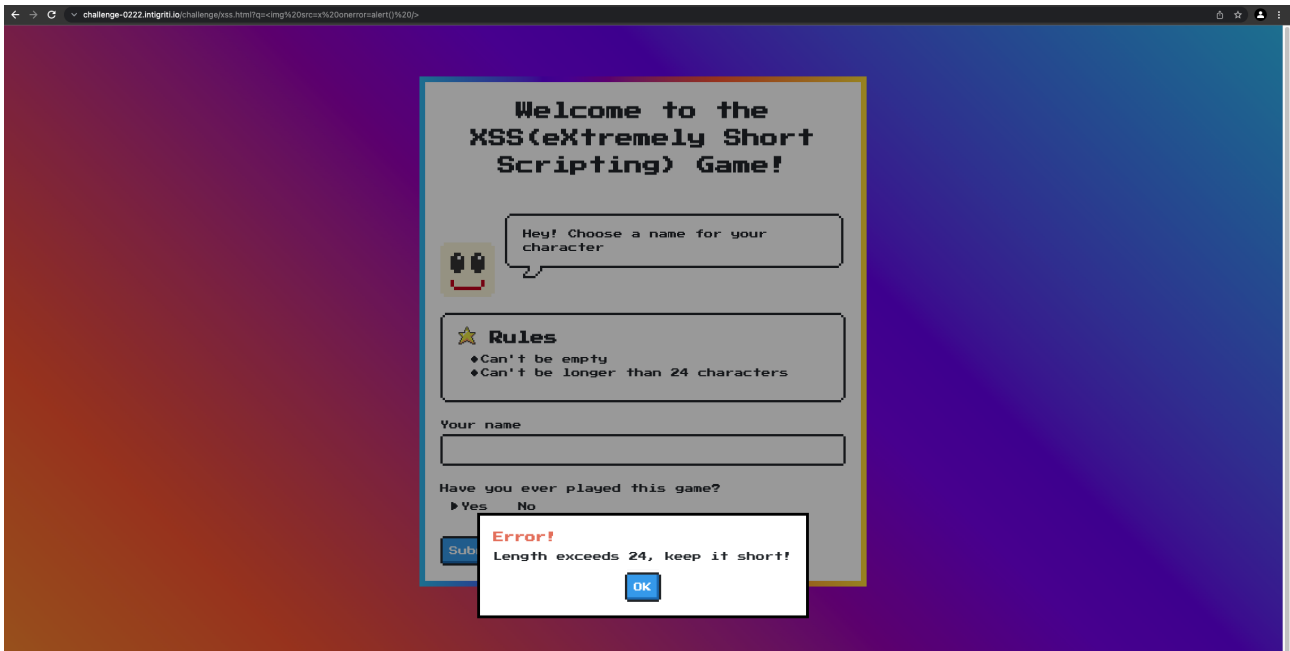 challenge-0222.intigriti.io/challenge/xss.html?q=<img%20src=x%20onerror=alert()%20/>
Welcome to the
XSS(eXtremely Short
Scripting) Game!
Hey! Choose a name for your
character
Rules
Can't be empty
Can't be longer than 24 characters
Your name
Have you ever played this game?
Yes No
Error!
Subm
Length exceeds 24, keep it short!
OK